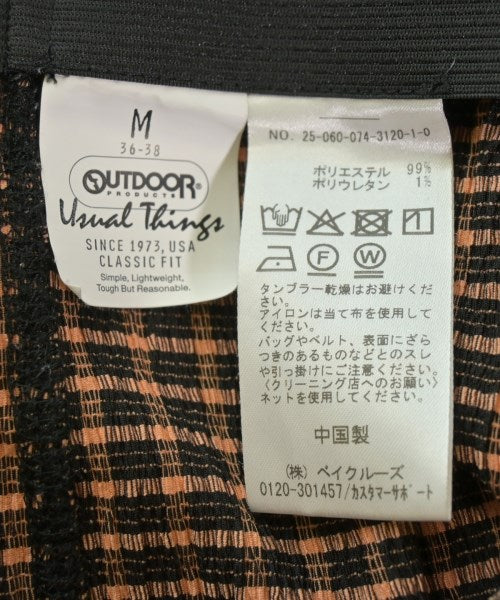 M
36-38
OUTDOOR
PRODUCTS
Usual Things
SINCE 1973, USA
CLASSIC FIT
Simple, Lightweight,
Tough But Reasonable.
NO. 25-060-074-3120-1-0
ポリエステル 99%
ポリウレタン 1%
F W
タンブラー乾燥はお避けください。
アイロンは当て布を使用して
ください。
バッグやベルト、表面にざら
つきのあるものなどとのスレ
や引っ掛けにご注意ください。
〈クリーニング店へのお願い〉
ネットを使用してください。
中国製
(株) ベイクルーズ
0120-301457/カスタマーサポート